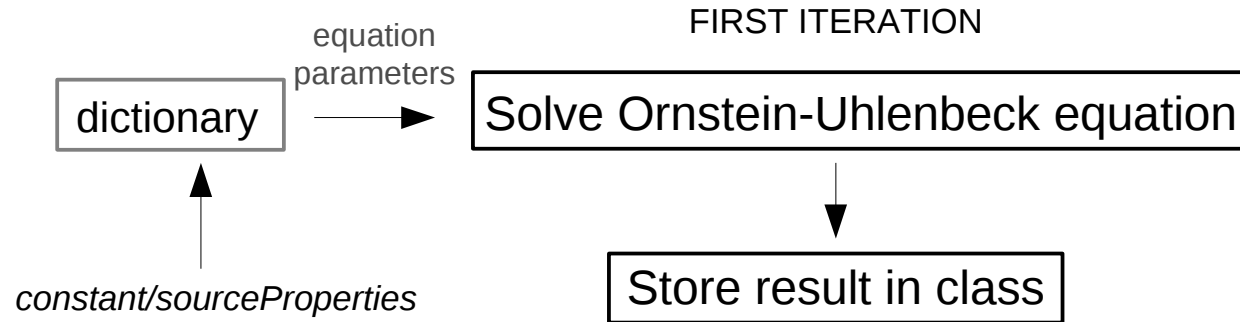 FIRST ITERATION
equation
parameters
dictionary
Solve Ornstein-Uhlenbeck equation
constant/sourceProperties
Store result in class